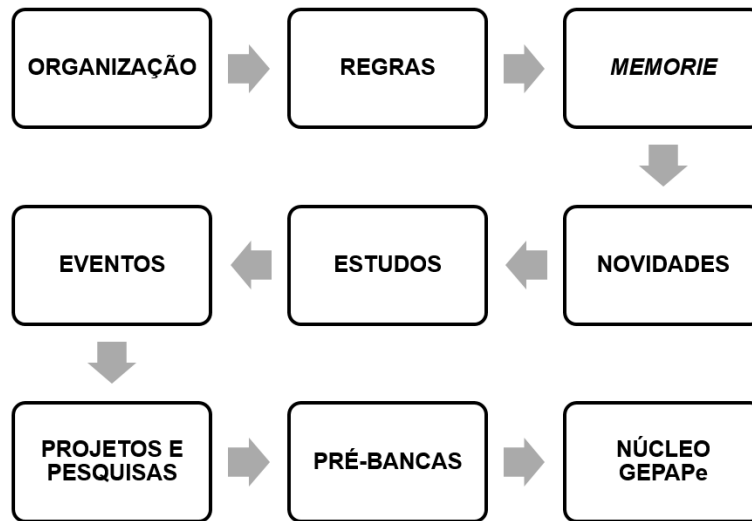 ORGANIZAÇÃO
REGRAS
MEMORIE
EVENTOS
ESTUDOS
NOVIDADES
PROJETOS E
PESQUISAS
PRÉ-BANCAS
NÚCLEO
GEPAPe